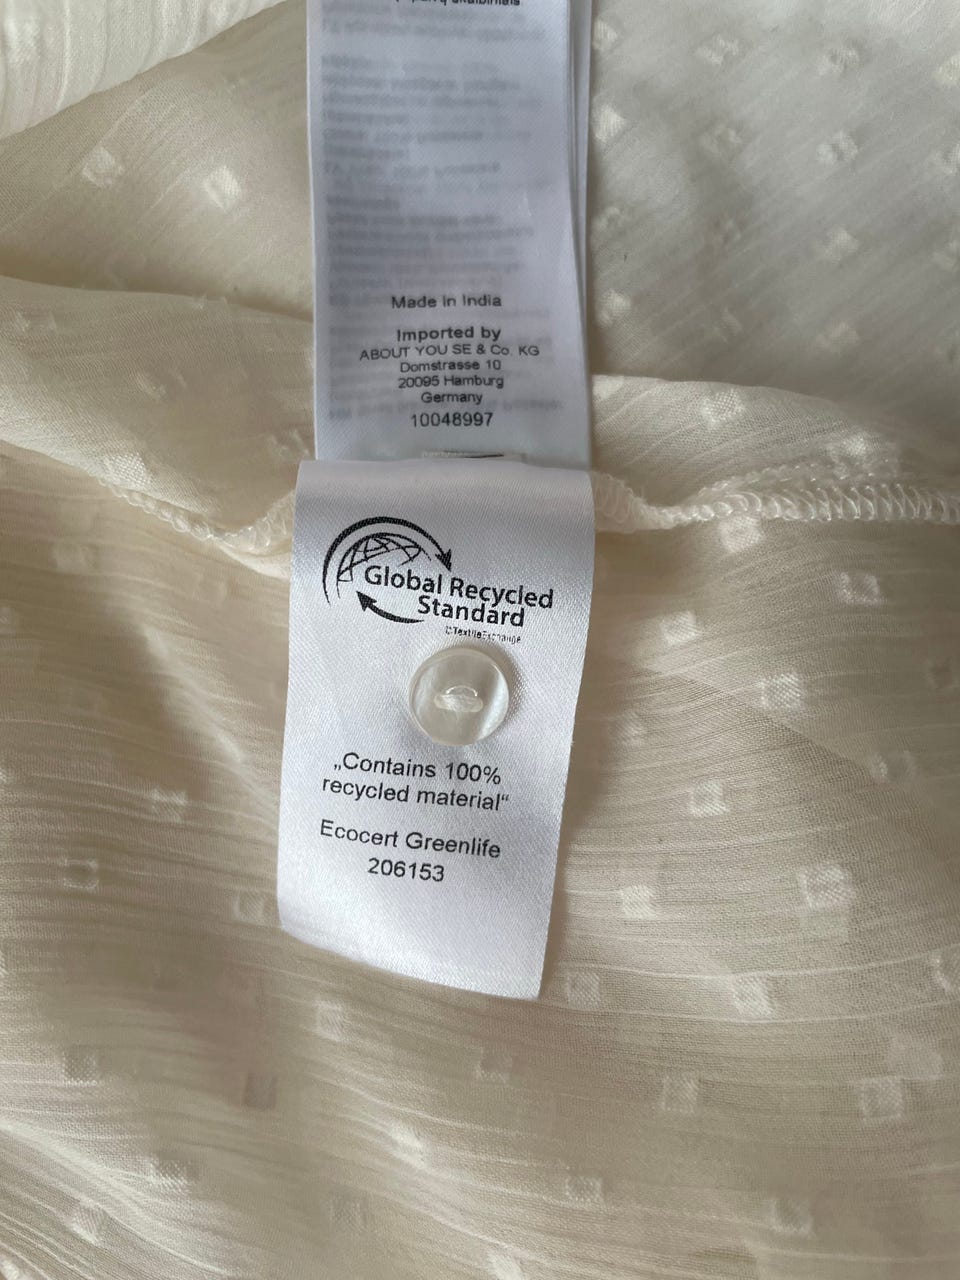 Made in India
Imported by
ABOUT YOU SE & Co. KG
Domstrasse 10
20095 Hamburg
Germany
10048997
Global Recycled
Standard
©TextileExchange
„Contains 100%
recycled material“
Ecocert Greenlife
206153